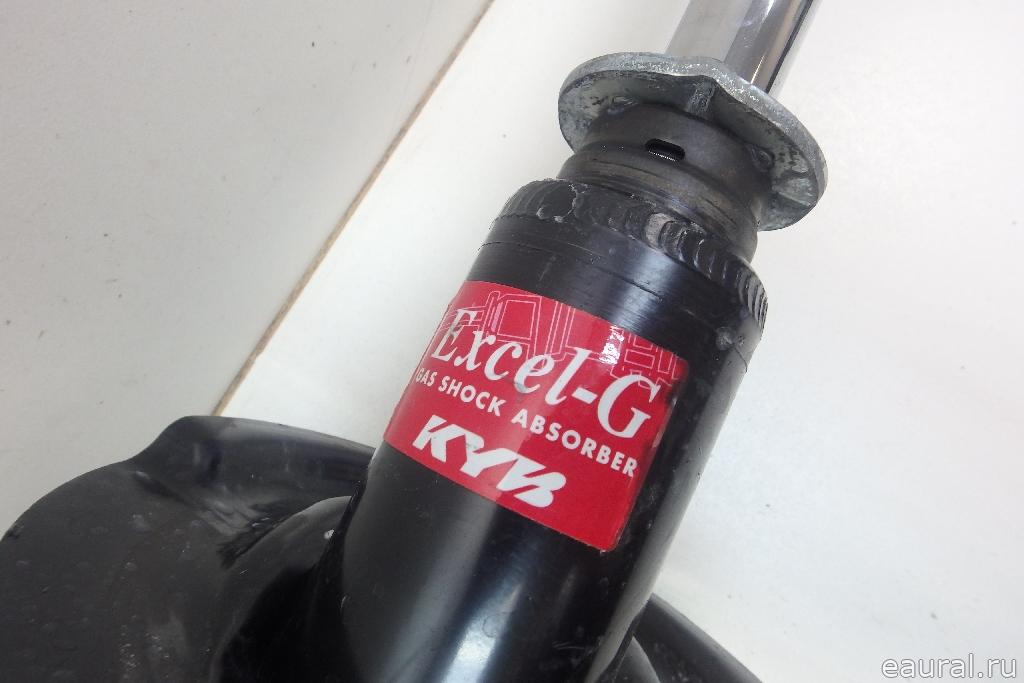 Excel-G
GAS SHOCK ABSORBER
KYB
eaural.ru